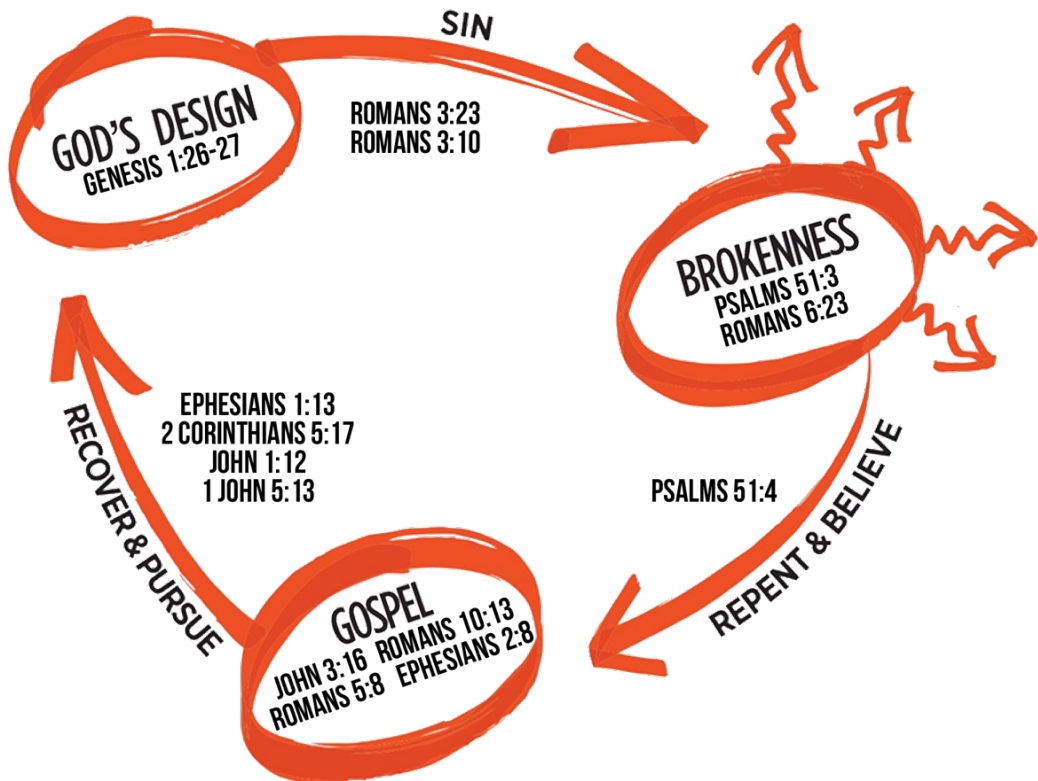 SIN
ROMANS 3:23
ROMANS 3:10
GOD'S DESIGN
GENESIS 1:26-27
BROKENNESS
PSALMS 51:3
ROMANS 6:23
REPENT & BELIEVE
PSALMS 51:4
GOSPEL
JOHN 3:16 ROMANS 10:13
ROMANS 5:8 EPHESIANS 2:8
RECOVER & PURSUE
EPHESIANS 1:13
2 CORINTHIANS 5:17
JOHN 1:12
1 JOHN 5:13